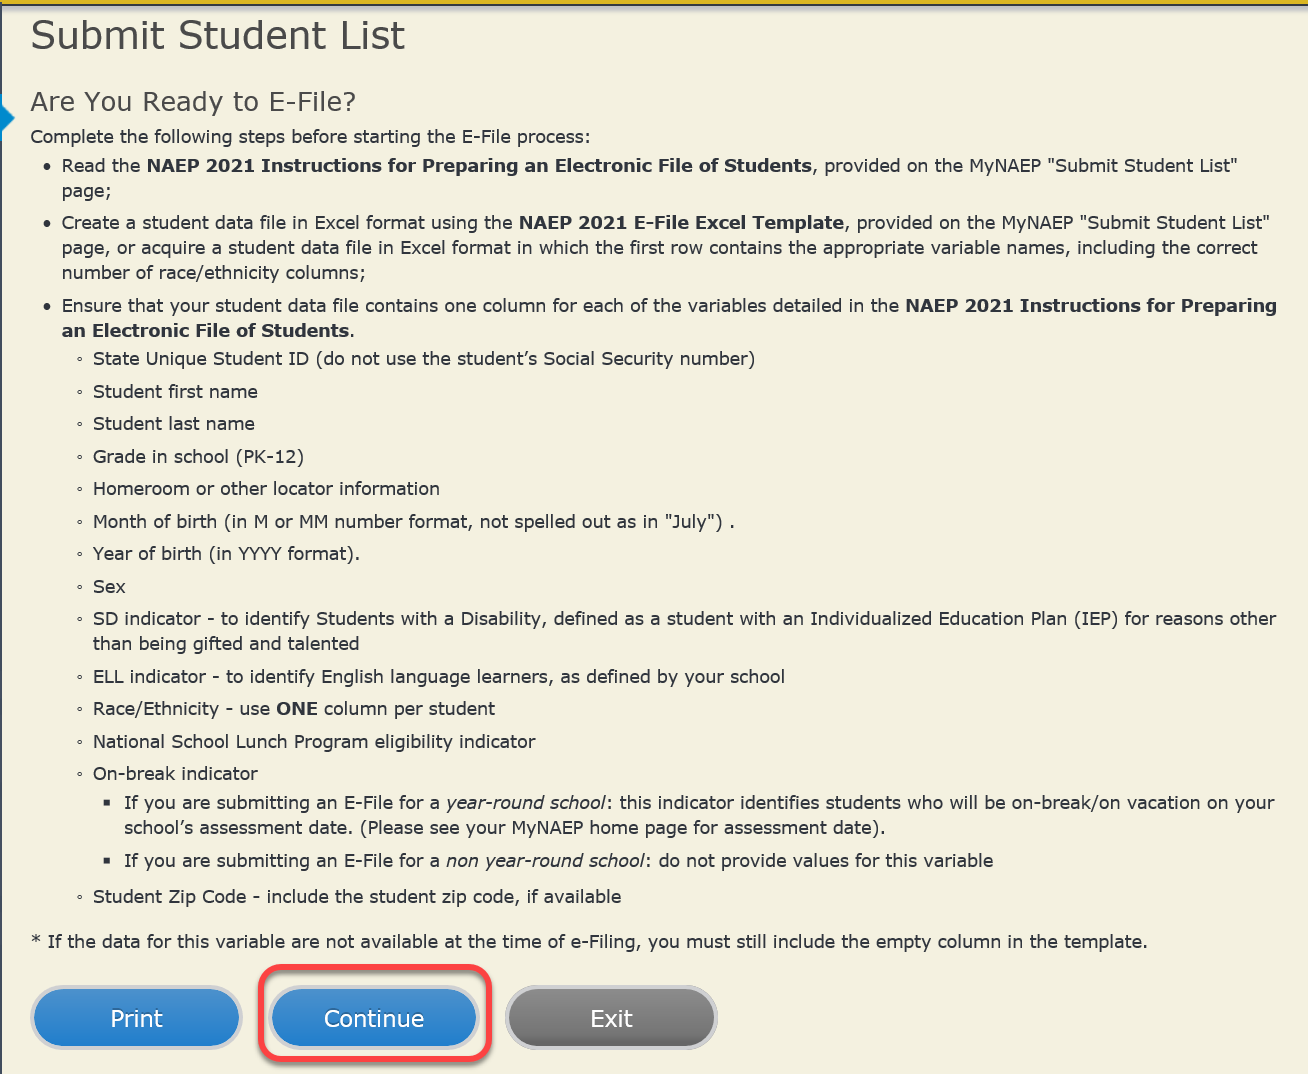 Submit Student List
Are You Ready to E-File?
Complete the following steps before starting the E-File process:
• Read the NAEP 2021 Instructions for Preparing an Electronic File of Students, provided on the MyNAEP "Submit Student List"
page;
• Create a student data file in Excel format using the NAEP 2021 E-File Excel Template, provided on the MyNAEP "Submit Student List"
page, or acquire a student data file in Excel format in which the first row contains the appropriate variable names, including the correct
number of race/ethnicity columns;
• Ensure that your student data file contains one column for each of the variables detailed in the NAEP 2021 Instructions for Preparing
an Electronic File of Students.
◦ State Unique Student ID (do not use the student’s Social Security number)
◦ Student first name
◦ Student last name
◦ Grade in school (PK-12)
◦ Homeroom or other locator information
◦ Month of birth (in M or MM number format, not spelled out as in "July") .
◦ Year of birth (in YYYY format).
◦ Sex
◦ SD indicator - to identify Students with a Disability, defined as a student with an Individualized Education Plan (IEP) for reasons other
than being gifted and talented
◦ ELL indicator - to identify English language learners, as defined by your school
◦ Race/Ethnicity - use ONE column per student
◦ National School Lunch Program eligibility indicator
◦ On-break indicator
▪ If you are submitting an E-File for a year-round school: this indicator identifies students who will be on-break/on vacation on your
school’s assessment date. (Please see your MyNAEP home page for assessment date).
▪ If you are submitting an E-File for a non year-round school: do not provide values for this variable
◦ Student Zip Code - include the student zip code, if available
* If the data for this variable are not available at the time of e-Filing, you must still include the empty column in the template.
Print Continue Exit